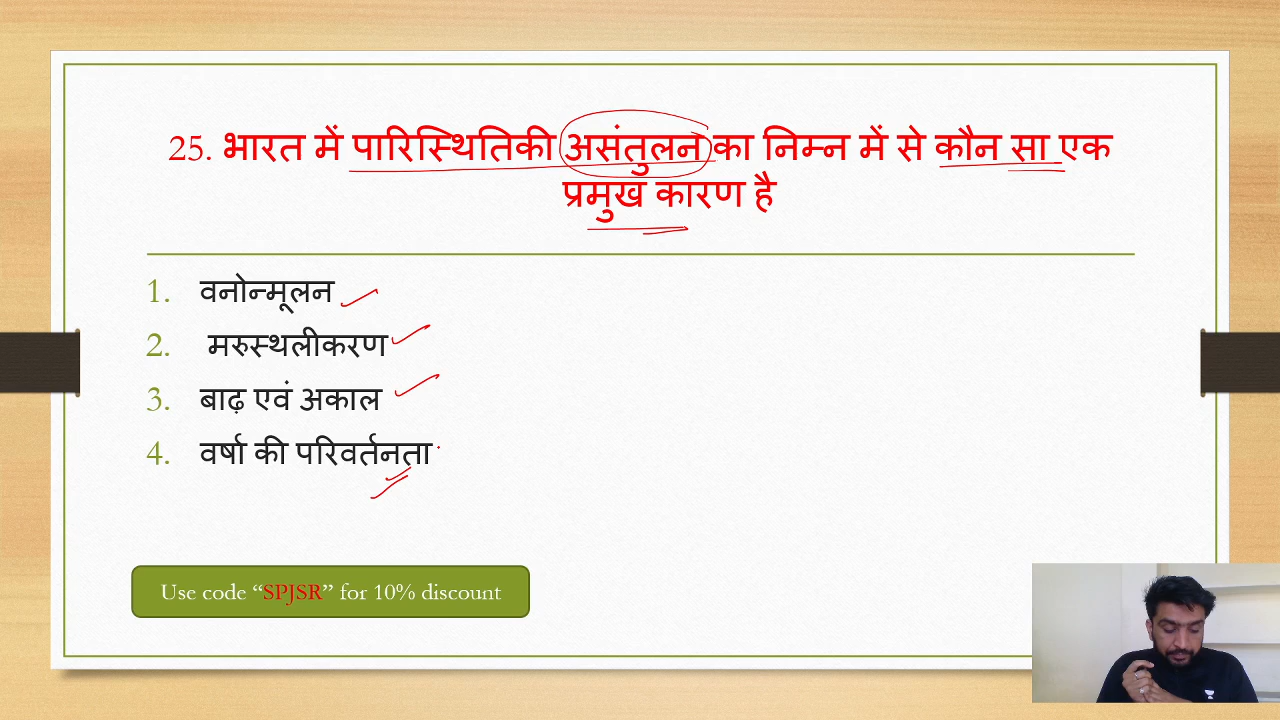 25. भारत में पारिस्थितिकी असंतुलन का निम्न में से कौन सा एक
प्रमुख कारण है
1. वनोन्मूलन
2. मरुस्थलीकरण
3. बाढ़ एवं अकाल
4. वर्षा की परिवर्तनता
Use code “SPJSR” for 10% discount